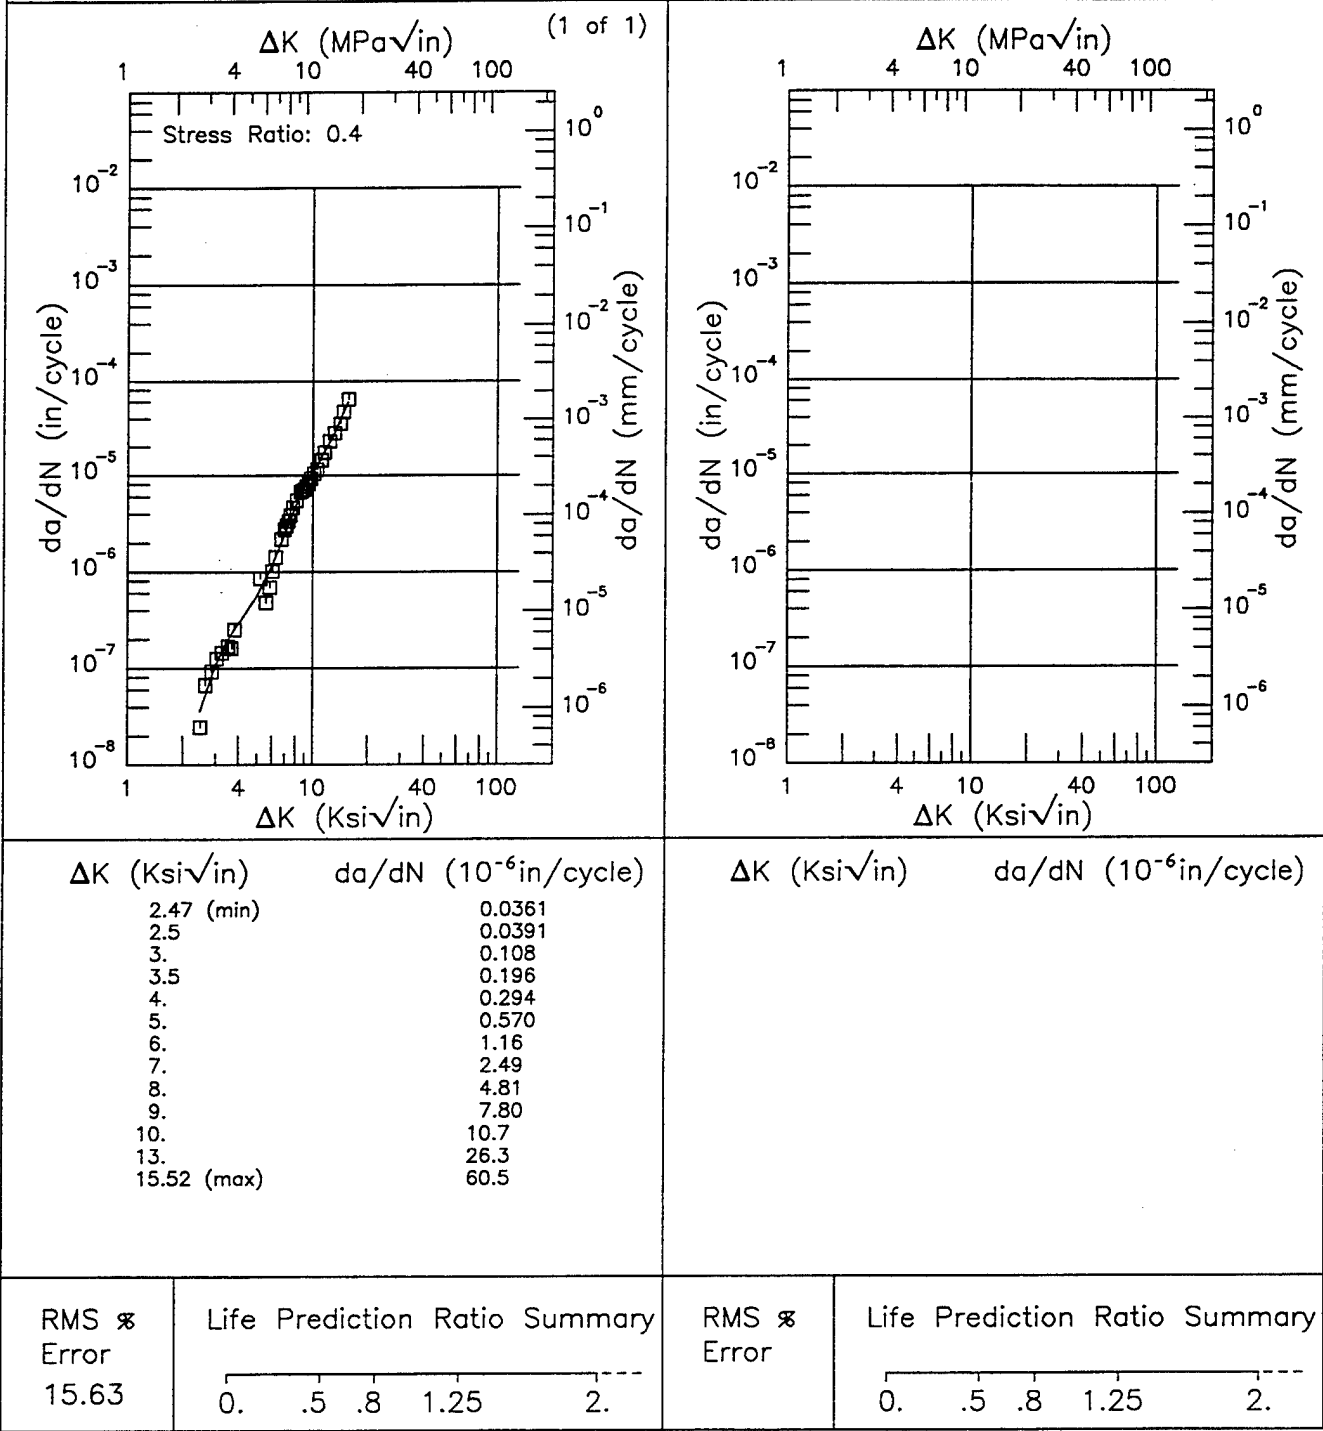 (1 of 1)
ΔK (MPa√in)
1 4 10 40 100
Stress Ratio: 0.4
da/dN (in/cycle)
10⁻²
10⁻³
10⁻⁴
10⁻⁵
10⁻⁶
10⁻⁷
10⁻⁸
10⁰
10⁻¹
10⁻²
10⁻³
10⁻⁴
10⁻⁵
10⁻⁶
da/dN (mm/cycle)
1 4 10 40 100
ΔK (Ksi√in)
ΔK (MPa√in)
1 4 10 40 100
da/dN (in/cycle)
10⁻²
10⁻³
10⁻⁴
10⁻⁵
10⁻⁶
10⁻⁷
10⁻⁸
10⁰
10⁻¹
10⁻²
10⁻³
10⁻⁴
10⁻⁵
10⁻⁶
da/dN (mm/cycle)
1 4 10 40 100
ΔK (Ksi√in)
ΔK (Ksi√in) da/dN (10⁻⁶in/cycle)
2.47 (min) 0.0361
2.5 0.0391
3. 0.108
3.5 0.196
4. 0.294
5. 0.570
6. 1.16
7. 2.49
8. 4.81
9. 7.80
10. 10.7
13. 26.3
15.52 (max) 60.5
ΔK (Ksi√in) da/dN (10⁻⁶in/cycle)
RMS %
Error
15.63
Life Prediction Ratio Summary
0. .5 .8 1.25 2.
RMS %
Error
Life Prediction Ratio Summary
0. .5 .8 1.25 2.